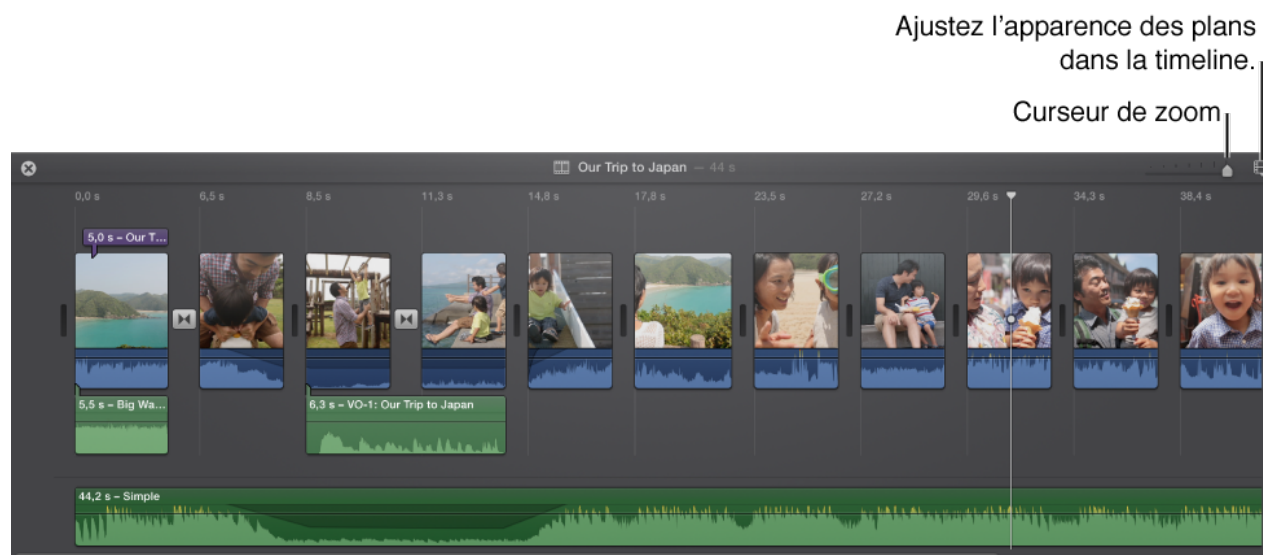 Ajustez l’apparence des plans
dans la timeline.
Curseur de zoom
Our Trip to Japan — 44 s
0,0 s 6,5 s 8,5 s 11,3 s 14,8 s 17,8 s 23,5 s 27,2 s 29,6 s 34,3 s 38,4 s
5,0 s – Our T...
5,5 s – Big Wa...
6,3 s – VO-1: Our Trip to Japan
44,2 s – Simple